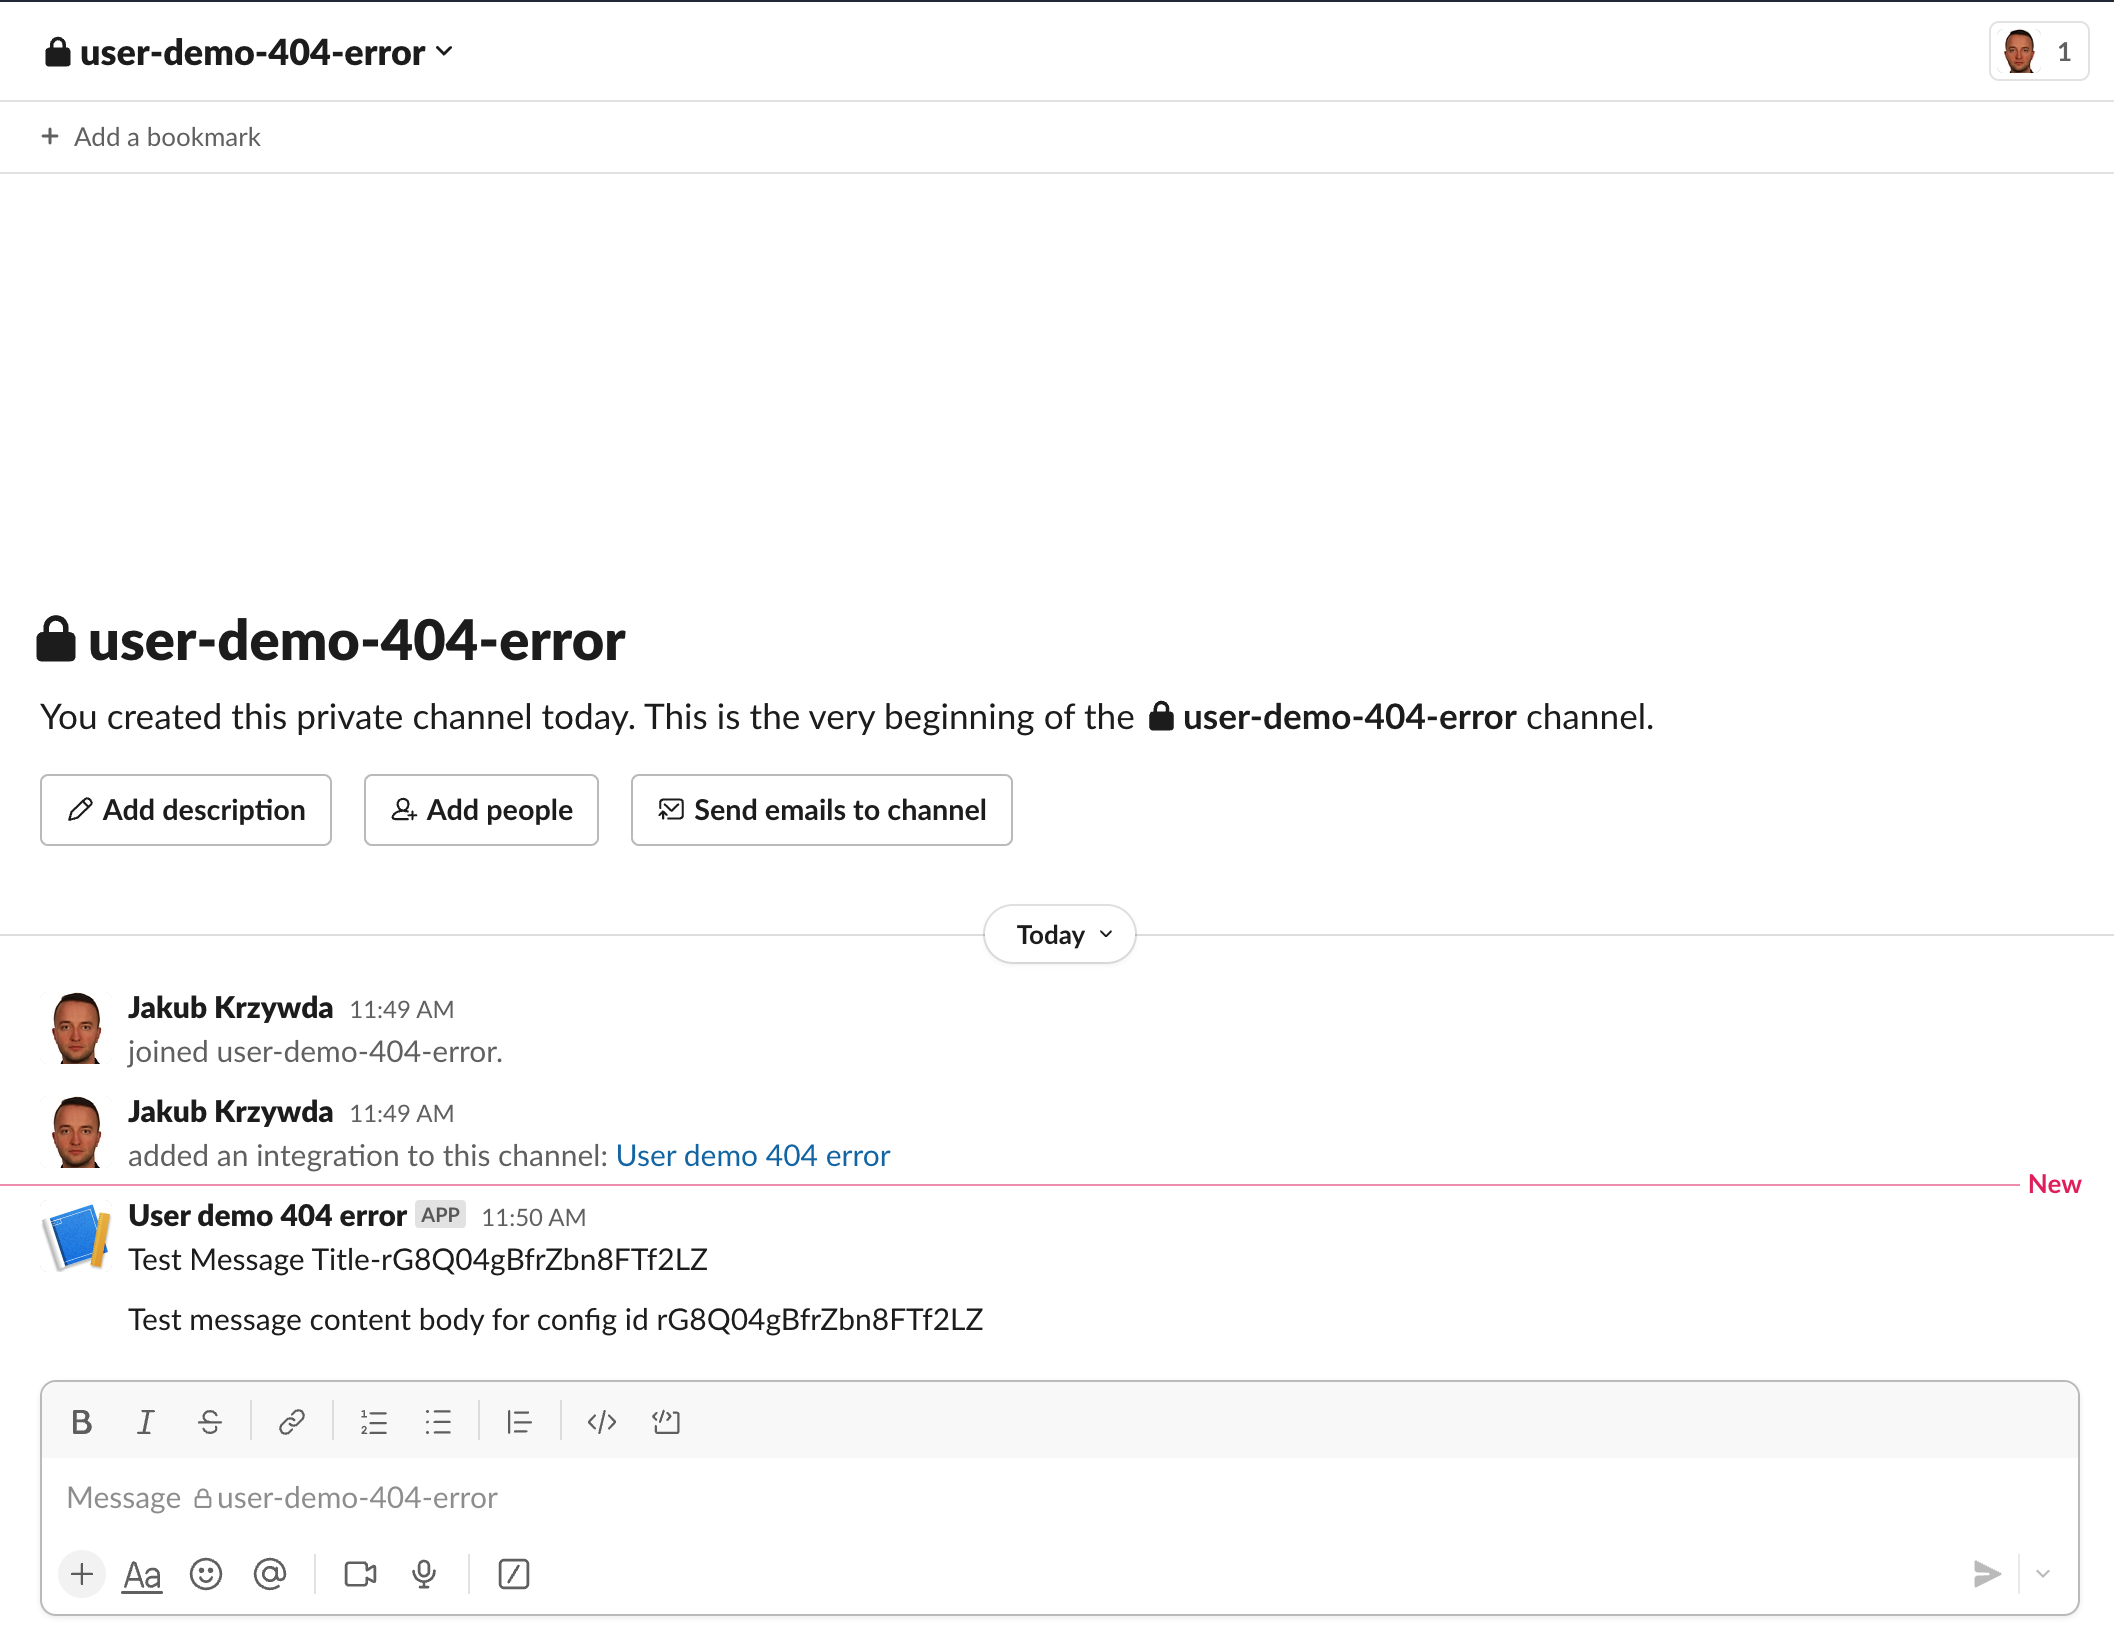 user-demo-404-error
1
+ Add a bookmark
user-demo-404-error
You created this private channel today. This is the very beginning of the user-demo-404-error channel.
Add description
Add people
Send emails to channel
Today
Jakub Krzywda 11:49 AM
joined user-demo-404-error.
Jakub Krzywda 11:49 AM
added an integration to this channel: User demo 404 error
New
User demo 404 error APP 11:50 AM
Test Message Title-rG8Q04gBfrZbn8FTf2LZ
Test message content body for config id rG8Q04gBfrZbn8FTf2LZ
B I S
Message user-demo-404-error
+ Aa @